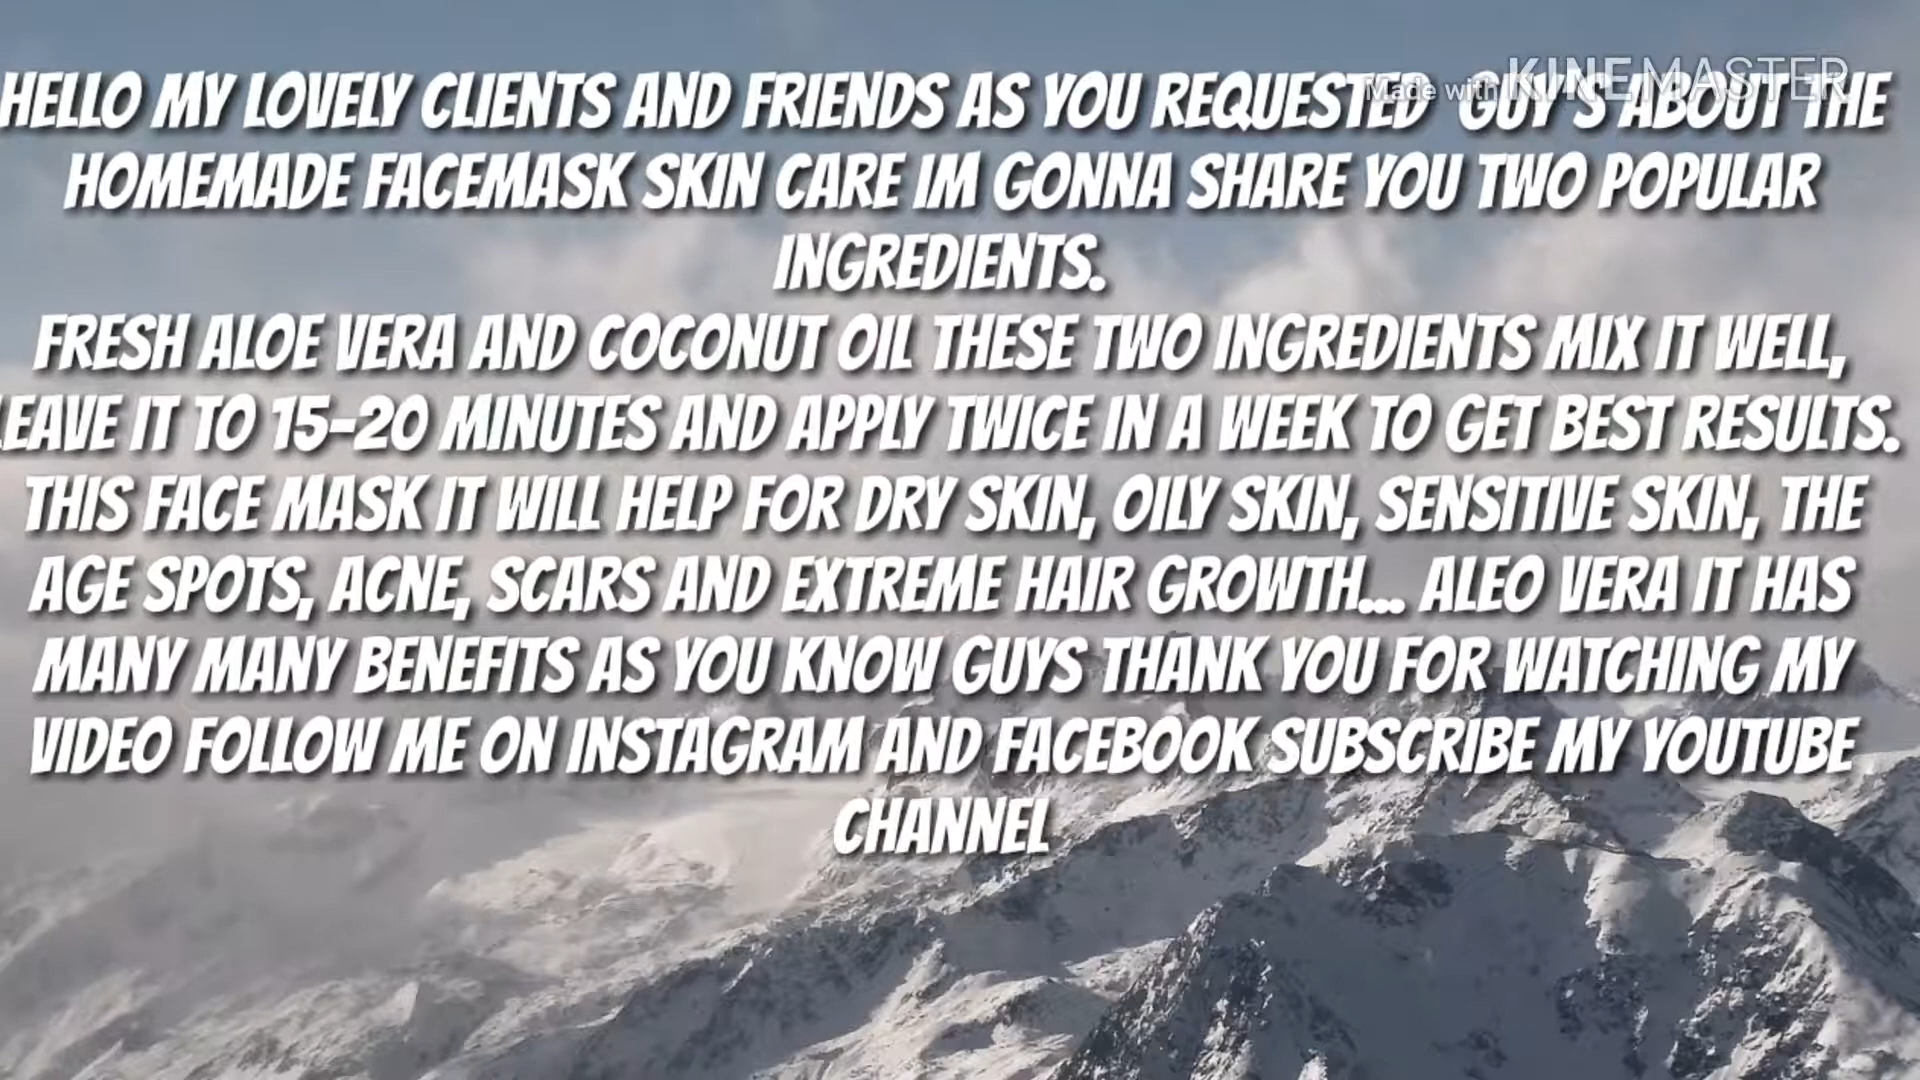 Made with KINEMASTER
HELLO MY LOVELY CLIENTS AND FRIENDS AS YOU REQUESTED GUY'S ABOUT THE
HOMEMADE FACEMASK SKIN CARE IM GONNA SHARE YOU TWO POPULAR
INGREDIENTS.
FRESH ALOE VERA AND COCONUT OIL THESE TWO INGREDIENTS MIX IT WELL,
LEAVE IT TO 15-20 MINUTES AND APPLY TWICE IN A WEEK TO GET BEST RESULTS.
THIS FACE MASK IT WILL HELP FOR DRY SKIN, OILY SKIN, SENSITIVE SKIN, THE
AGE SPOTS, ACNE, SCARS AND EXTREME HAIR GROWTH... ALEO VERA IT HAS
MANY MANY BENEFITS AS YOU KNOW GUYS THANK YOU FOR WATCHING MY
VIDEO FOLLOW ME ON INSTAGRAM AND FACEBOOK SUBSCRIBE MY YOUTUBE
CHANNEL